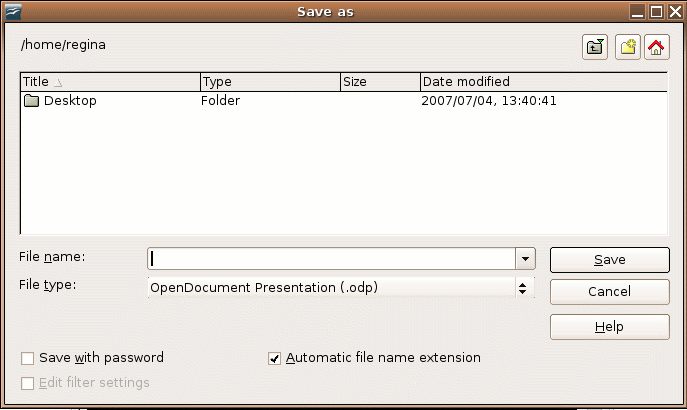 Save as
/home/regina
Title Type Size Date modified
Desktop Folder 2007/07/04, 13:40:41
File name:
Save
File type: OpenDocument Presentation (.odp)
Cancel
Help
Save with password Automatic file name extension
Edit filter settings